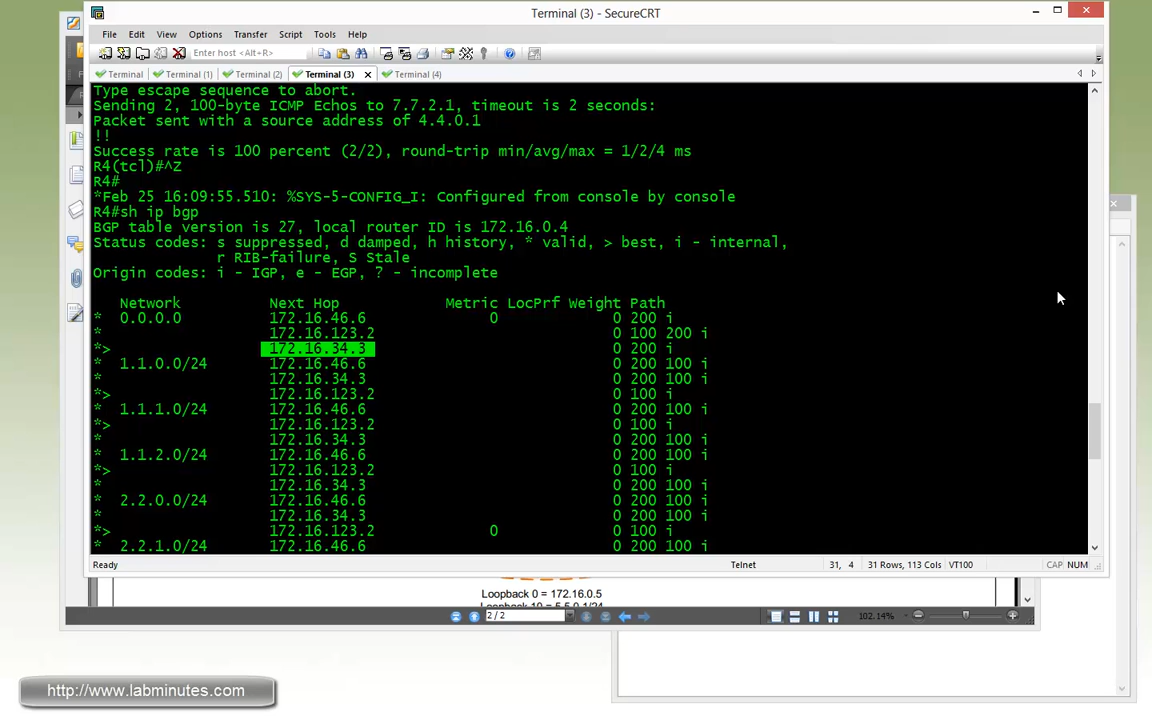 Terminal (3) - SecureCRT
File Edit View Options Transfer Script Tools Help
Enter host <Alt+R>
Terminal Terminal (1) Terminal (2) Terminal (3) Terminal (4)
Type escape sequence to abort.
Sending 2, 100-byte ICMP Echos to 7.7.2.1, timeout is 2 seconds:
Packet sent with a source address of 4.4.0.1
!!
Success rate is 100 percent (2/2), round-trip min/avg/max = 1/2/4 ms
R4(tcl)#^Z
R4#
*Feb 25 16:09:55.510: %SYS-5-CONFIG_I: Configured from console by console
R4#sh ip bgp
BGP table version is 27, local router ID is 172.16.0.4
Status codes: s suppressed, d damped, h history, * valid, > best, i - internal,
r RIB-failure, S Stale
Origin codes: i - IGP, e - EGP, ? - incomplete
Network Next Hop Metric LocPrf Weight Path
* 0.0.0.0 172.16.46.6 0 0 200 i
* 172.16.123.2 0 100 200 i
*> 172.16.34.3 0 200 i
* 1.1.0.0/24 172.16.46.6 0 200 100 i
* 172.16.34.3 0 200 100 i
*> 172.16.123.2 0 100 i
* 1.1.1.0/24 172.16.46.6 0 200 100 i
*> 172.16.123.2 0 100 i
* 172.16.34.3 0 200 100 i
* 1.1.2.0/24 172.16.46.6 0 200 100 i
*> 172.16.123.2 0 100 i
* 172.16.34.3 0 200 100 i
* 2.2.0.0/24 172.16.46.6 0 200 100 i
* 172.16.34.3 0 200 100 i
*> 172.16.123.2 0 0 100 i
* 2.2.1.0/24 172.16.46.6 0 200 100 i
Ready Telnet 31, 4 31 Rows, 113 Cols VT100 CAP NUM
Loopback 0 = 172.16.0.5
Loopback 10 = 5.5.0.1/24
2 / 2 102.14%
http://www.labminutes.com